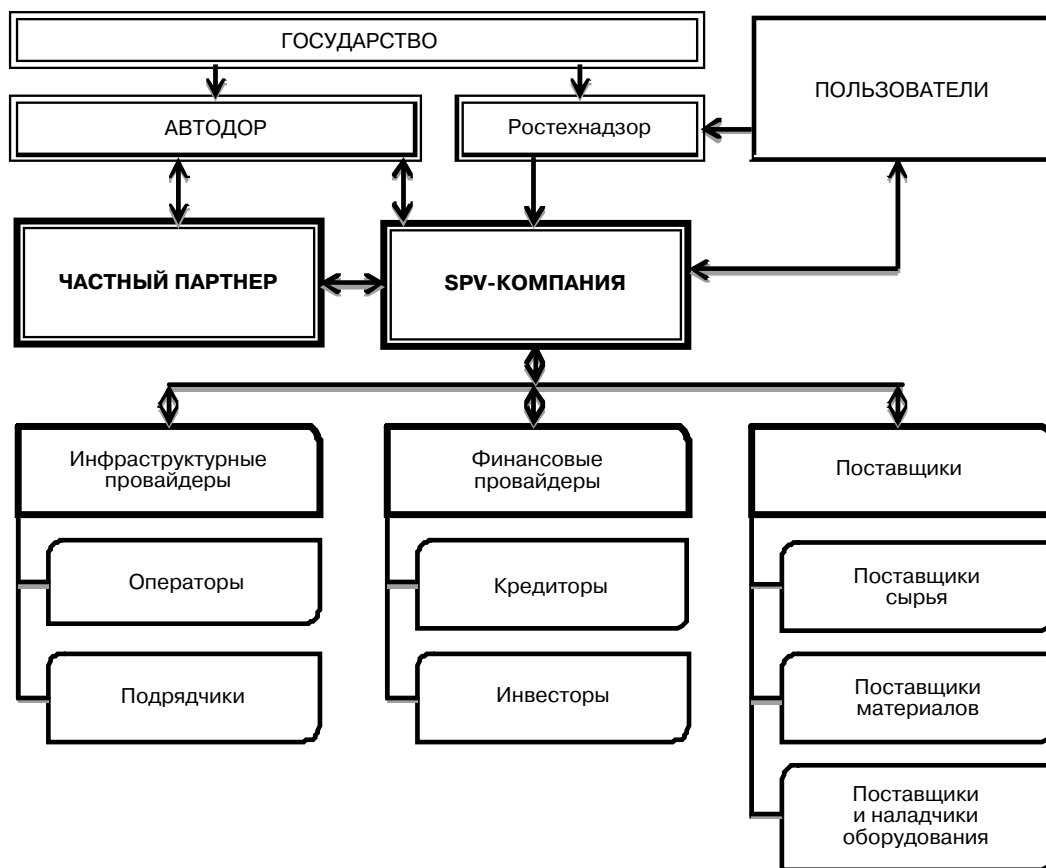 ГОСУДАРСТВО
ПОЛЬЗОВАТЕЛИ
АВТОДОР
Ростехнадзор
ЧАСТНЫЙ ПАРТНЕР
SPV-КОМПАНИЯ
Инфраструктурные
провайдеры
Финансовые
провайдеры
Поставщики
Операторы
Кредиторы
Поставщики
сырья
Подрядчики
Инвесторы
Поставщики
материалов
Поставщики
и наладчики
оборудования